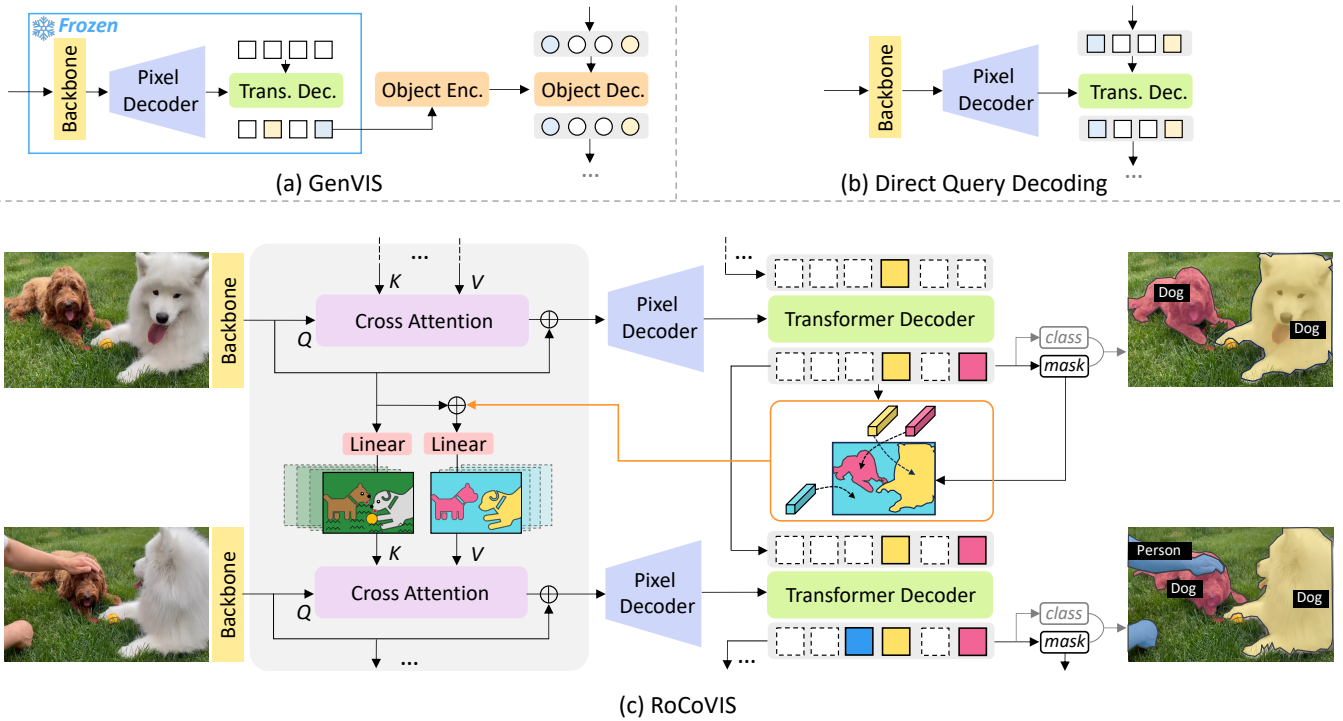 Frozen
Backbone
Pixel
Decoder
Trans. Dec.
Object Enc.
Object Dec.
...
(a) GenVIS
Backbone
Pixel
Decoder
Trans. Dec.
...
(b) Direct Query Decoding
...
K
V
Backbone
Q
Cross Attention
Pixel
Decoder
...
Transformer Decoder
class
mask
Dog
Dog
Linear
Linear
K
V
Backbone
Q
Cross Attention
...
Pixel
Decoder
Transformer Decoder
...
class
mask
Person
Dog
Dog
(c) RoCoVIS